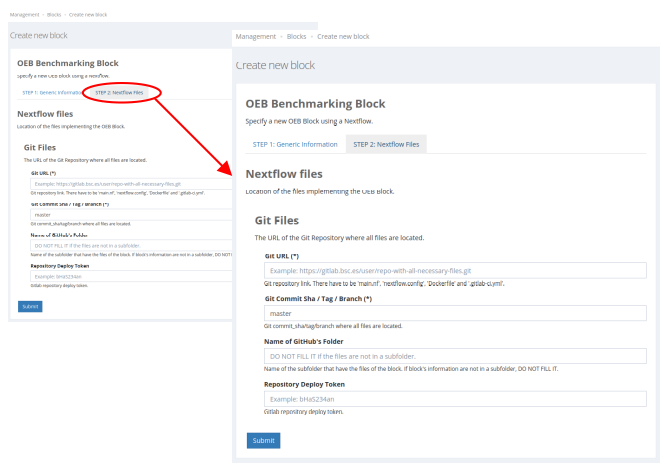 Management › Blocks › Create new block
Create new block
OEB Benchmarking Block
Specify a new OEB Block using a Nextflow.
STEP 1: Generic Information
STEP 2: Nextflow Files
Nextflow files
Location of the files implementing the OEB Block.
Git Files
The URL of the Git Repository where all files are located.
Git URL (*)
Example: https://gitlab.bsc.es/user/repo-with-all-necessary-files.git
Git repository link. There have to be 'main.nf', 'nextflow.config', 'Dockerfile' and '.gitlab-ci.yml'.
Git Commit Sha / Tag / Branch (*)
master
Git commit_sha/tag/branch where all files are located.
Name of GitHub's Folder
DO NOT FILL IT if the files are not in a subfolder.
Name of the subfolder that have the files of the block. If block's information are not in a subfolder, DO NOT
Repository Deploy Token
Example: bHaS234an
Gitlab repository deploy token.
Submit
Management › Blocks › Create new block
Create new block
OEB Benchmarking Block
Specify a new OEB Block using a Nextflow.
STEP 1: Generic Information
STEP 2: Nextflow Files
Nextflow files
Location of the files implementing the OEB Block.
Git Files
The URL of the Git Repository where all files are located.
Git URL (*)
Example: https://gitlab.bsc.es/user/repo-with-all-necessary-files.git
Git repository link. There have to be 'main.nf', 'nextflow.config', 'Dockerfile' and '.gitlab-ci.yml'.
Git Commit Sha / Tag / Branch (*)
master
Git commit_sha/tag/branch where all files are located.
Name of GitHub's Folder
DO NOT FILL IT if the files are not in a subfolder.
Name of the subfolder that have the files of the block. If block's information are not in a subfolder, DO NOT FILL IT.
Repository Deploy Token
Example: bHaS234an
Gitlab repository deploy token.
Submit